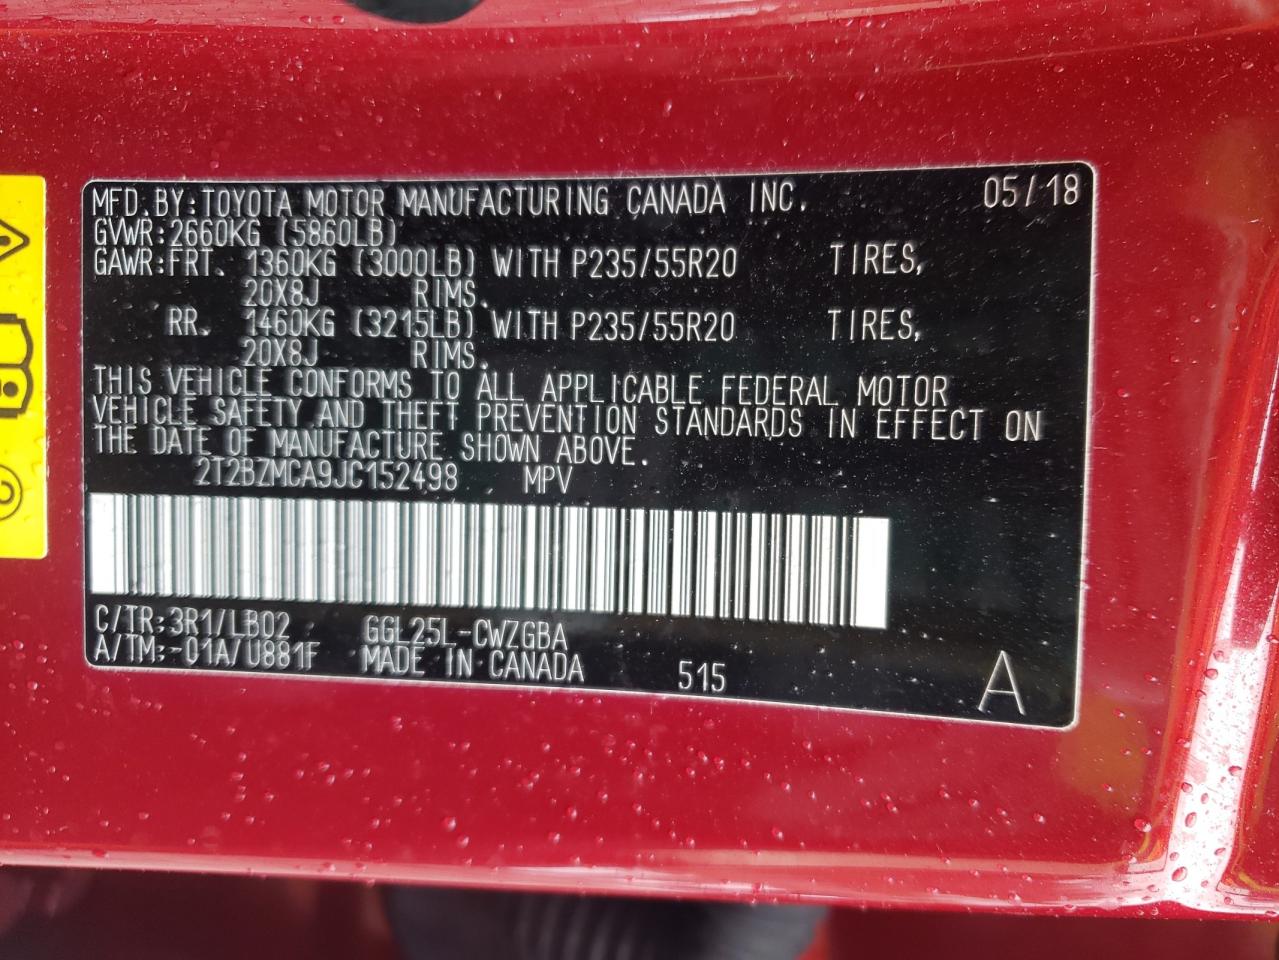 MFD.BY:TOYOTA MOTOR MANUFACTURING CANADA INC. 05/18
GVWR:2660KG (5860LB)
GAWR:FRT. 1360KG (3000LB) WITH P235/55R20 TIRES,
20X8J RIMS.
RR. 1460KG (3215LB) WITH P235/55R20 TIRES,
20X8J RIMS.
THIS VEHICLE CONFORMS TO ALL APPLICABLE FEDERAL MOTOR
VEHICLE SAFETY AND THEFT PREVENTION STANDARDS IN EFFECT ON
THE DATE OF MANUFACTURE SHOWN ABOVE.
2T2BZMCA9JC152498 MPV
C/TR:3R1/LB02 GGL25L-CWZGBA
A/TM:-01A/U881F MADE IN CANADA 515 A